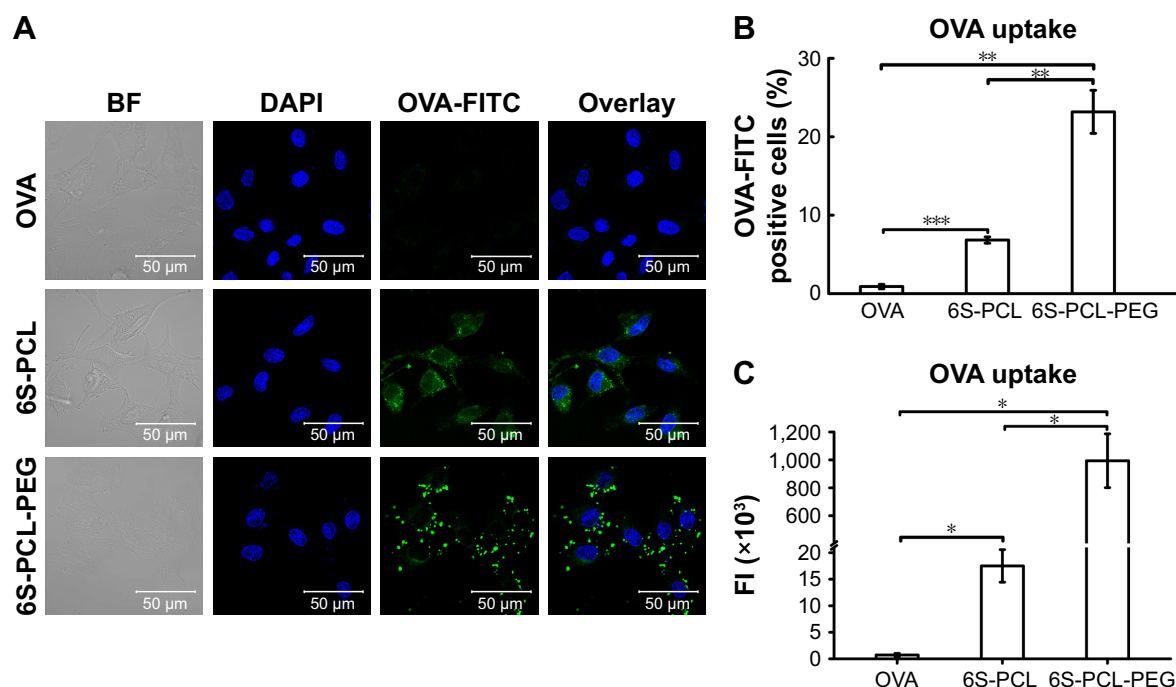 A
BF DAPI OVA-FITC Overlay
OVA
50 µm 50 µm 50 µm 50 µm
6S-PCL
50 µm 50 µm 50 µm 50 µm
6S-PCL-PEG
50 µm 50 µm 50 µm 50 µm
B
OVA uptake
OVA-FITC
positive cells (%)
30
20
10
0
**
**
***
OVA 6S-PCL 6S-PCL-PEG
C
OVA uptake
FI (×10³)
1,200
1,000
800
600
20
15
10
5
0
*
*
*
OVA 6S-PCL 6S-PCL-PEG